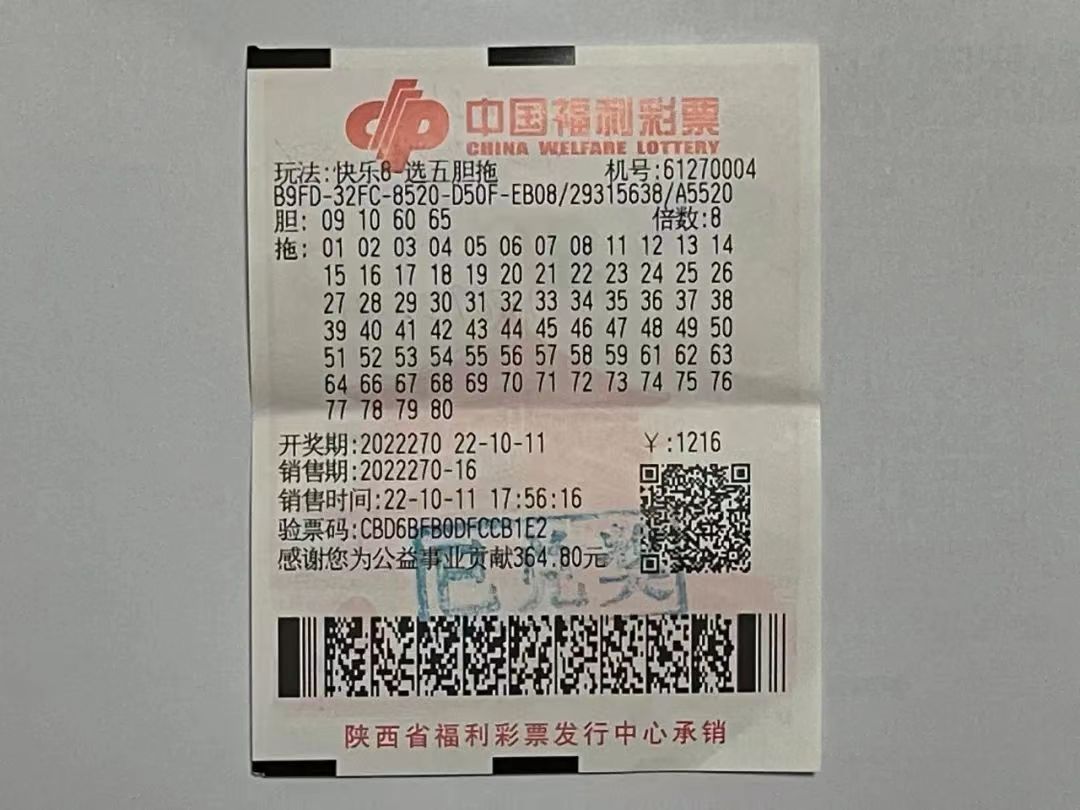 中国福利彩票
CHINA WELFARE LOTTERY
玩法:快乐8-选五胆拖 机号:61270004
B9FD-32FC-8520-D50F-EB08/29315638/A5520
胆: 09 10 60 65 倍数:8
拖: 01 02 03 04 05 06 07 08 11 12 13 14
15 16 17 18 19 20 21 22 23 24 25 26
27 28 29 30 31 32 33 34 35 36 37 38
39 40 41 42 43 44 45 46 47 48 49 50
51 52 53 54 55 56 57 58 59 61 62 63
64 66 67 68 69 70 71 72 73 74 75 76
77 78 79 80
开奖期:2022270 22-10-11 ¥:1216
销售期:2022270-16
销售时间:22-10-11 17:56:16
验票码:CBD6BFB0DFCCB1E2
感谢您为公益事业贡献364.80元
已兑奖
陕西省福利彩票发行中心承销